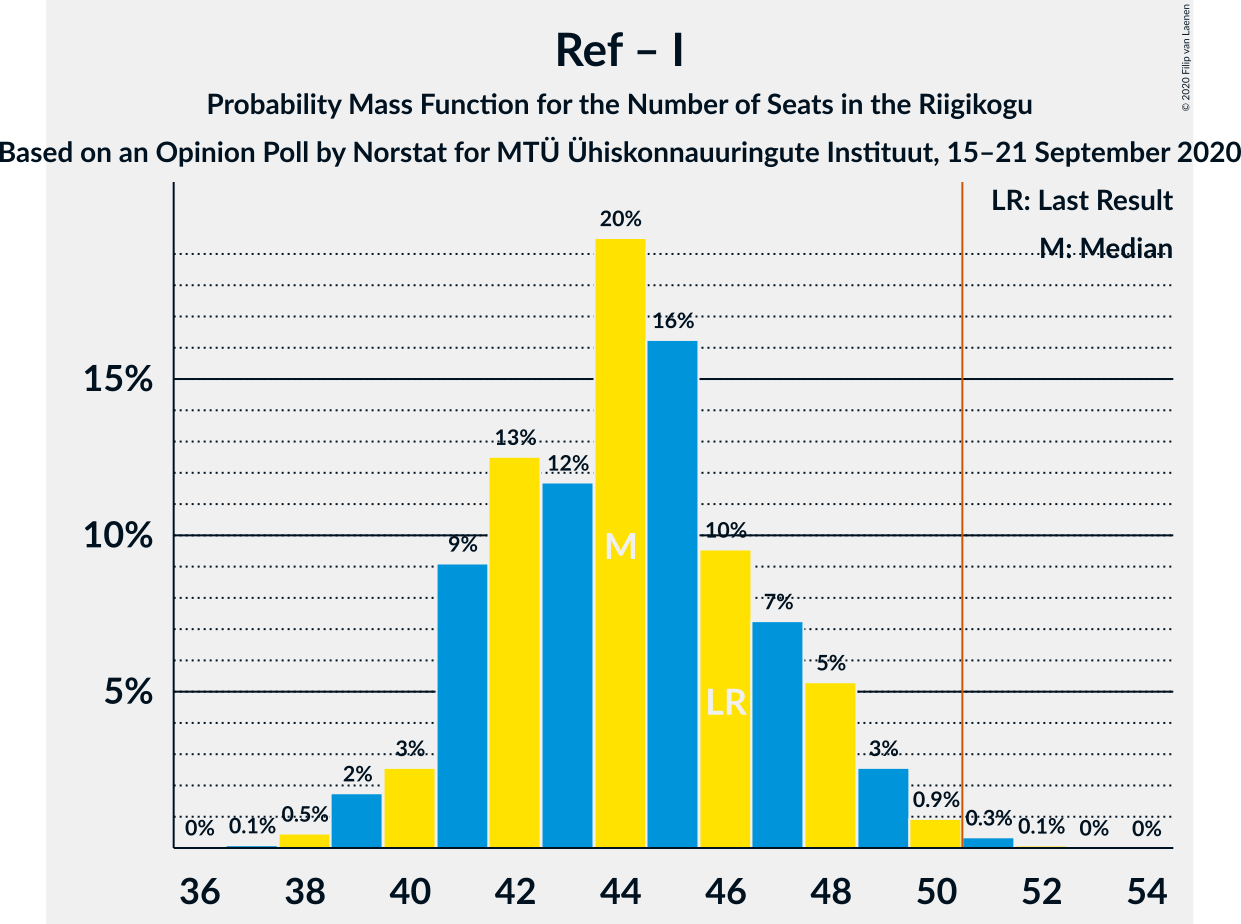 Ref – I
Probability Mass Function for the Number of Seats in the Riigikogu
Based on an Opinion Poll by Norstat for MTÜ Ühiskonnauuringute Instituut, 15–21 September 2020
© 2020 Filip van Laenen
LR: Last Result
M: Median
20%
16%
15%
13%
12%
10%
9%
10%
M
7%
5%
5%
LR
3%
3%
2%
0.9%
0.5%
0.3%
0%
0.1%
0.1%
0%
0%
36 38 40 42 44 46 48 50 52 54